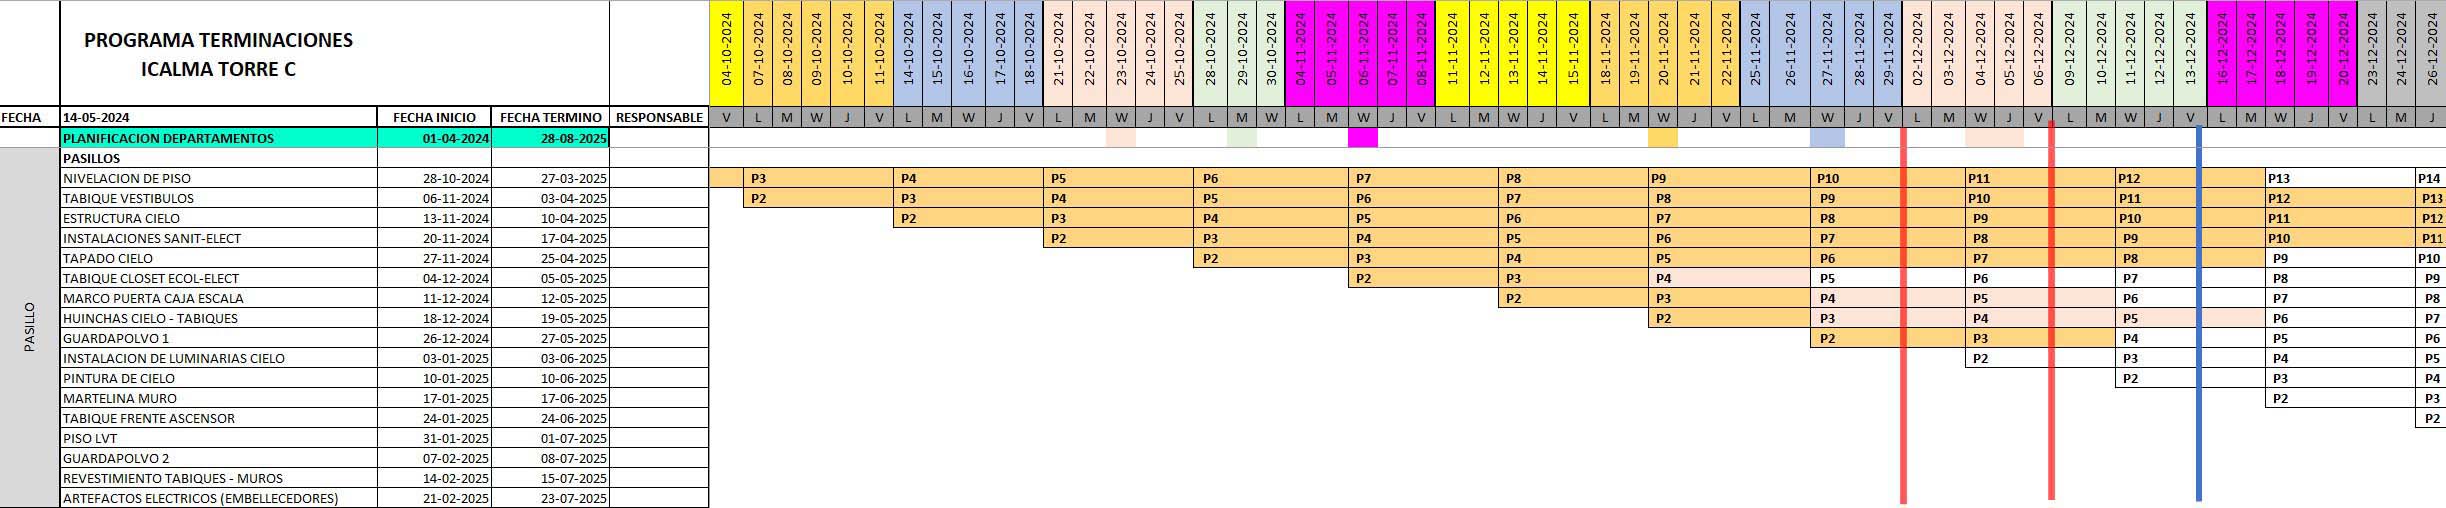 PROGRAMA TERMINACIONES
ICALMA TORRE C
04-10-2024 07-10-2024 08-10-2024 09-10-2024 10-10-2024 11-10-2024 14-10-2024 15-10-2024 16-10-2024 17-10-2024 18-10-2024 21-10-2024 22-10-2024 23-10-2024 24-10-2024 25-10-2024 28-10-2024 29-10-2024 30-10-2024 04-11-2024 05-11-2024 06-11-2024 07-11-2024 08-11-2024 11-11-2024 12-11-2024 13-11-2024 14-11-2024 15-11-2024 18-11-2024 19-11-2024 20-11-2024 21-11-2024 22-11-2024 25-11-2024 26-11-2024 27-11-2024 28-11-2024 29-11-2024 02-12-2024 03-12-2024 04-12-2024 05-12-2024 06-12-2024 09-12-2024 10-12-2024 11-12-2024 12-12-2024 13-12-2024 16-12-2024 17-12-2024 18-12-2024 19-12-2024 20-12-2024 23-12-2024 24-12-2024 26-12-2024
FECHA 14-05-2024 FECHA INICIO FECHA TERMINO RESPONSABLE V L M W J V L M W J V L M W J V L M W L M W J V L M W J V L M W J V L M W J V L M W J V L M W J V L M W J V L M J
PLANIFICACION DEPARTAMENTOS 01-04-2024 28-08-2025
PASILLOS
NIVELACION DE PISO 28-10-2024 27-03-2025 P3 P4 P5 P6 P7 P8 P9 P10 P11 P12 P13 P14
TABIQUE VESTIBULOS 06-11-2024 03-04-2025 P2 P3 P4 P5 P6 P7 P8 P9 P10 P11 P12 P13
ESTRUCTURA CIELO 13-11-2024 10-04-2025 P2 P3 P4 P5 P6 P7 P8 P9 P10 P11 P12
INSTALACIONES SANIT-ELECT 20-11-2024 17-04-2025 P2 P3 P4 P5 P6 P7 P8 P9 P10 P11
TAPADO CIELO 27-11-2024 25-04-2025 P2 P3 P4 P5 P6 P7 P8 P9 P10
TABIQUE CLOSET ECOL-ELECT 04-12-2024 05-05-2025 P2 P3 P4 P5 P6 P7 P8 P9
MARCO PUERTA CAJA ESCALA 11-12-2024 12-05-2025 P2 P3 P4 P5 P6 P7 P8
HUINCHAS CIELO - TABIQUES 18-12-2024 19-05-2025 P2 P3 P4 P5 P6 P7
GUARDAPOLVO 1 26-12-2024 27-05-2025 P2 P3 P4 P5 P6
INSTALACION DE LUMINARIAS CIELO 03-01-2025 03-06-2025 P2 P3 P4 P5
PINTURA DE CIELO 10-01-2025 10-06-2025 P2 P3 P4
MARTELINA MURO 17-01-2025 17-06-2025 P2 P3
TABIQUE FRENTE ASCENSOR 24-01-2025 24-06-2025 P2
PISO LVT 31-01-2025 01-07-2025
GUARDAPOLVO 2 07-02-2025 08-07-2025
REVESTIMIENTO TABIQUES - MUROS 14-02-2025 15-07-2025
ARTEFACTOS ELECTRICOS (EMBELLECEDORES) 21-02-2025 23-07-2025
PASILLO